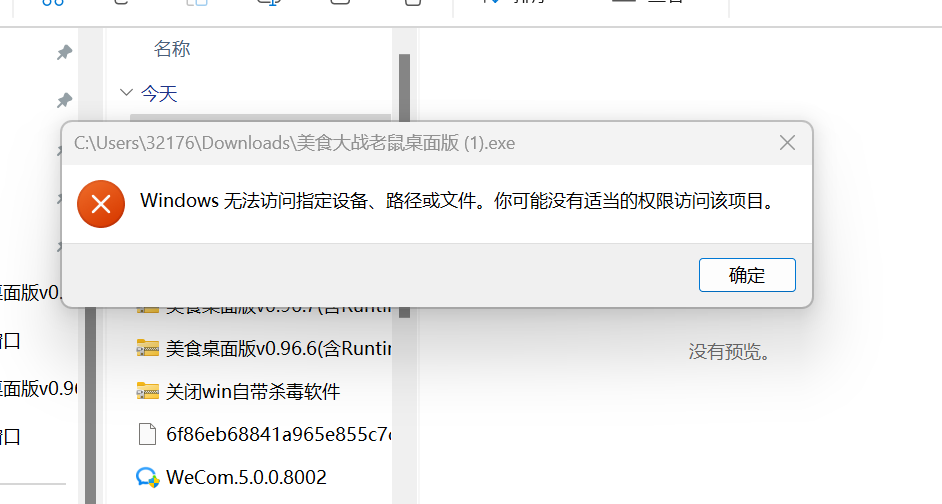 名称
今天
C:\Users\32176\Downloads\美食大战老鼠桌面版 (1).exe
Windows 无法访问指定设备、路径或文件。你可能没有适当的权限访问该项目。
确定
面版v0.
美食桌面版v0.96.7(含Runtin
窗口
美食桌面版v0.96.6(含Runtin
没有预览。
面版v0.96
关闭win自带杀毒软件
窗口
6f86eb68841a965e855c7c
WeCom.5.0.0.8002